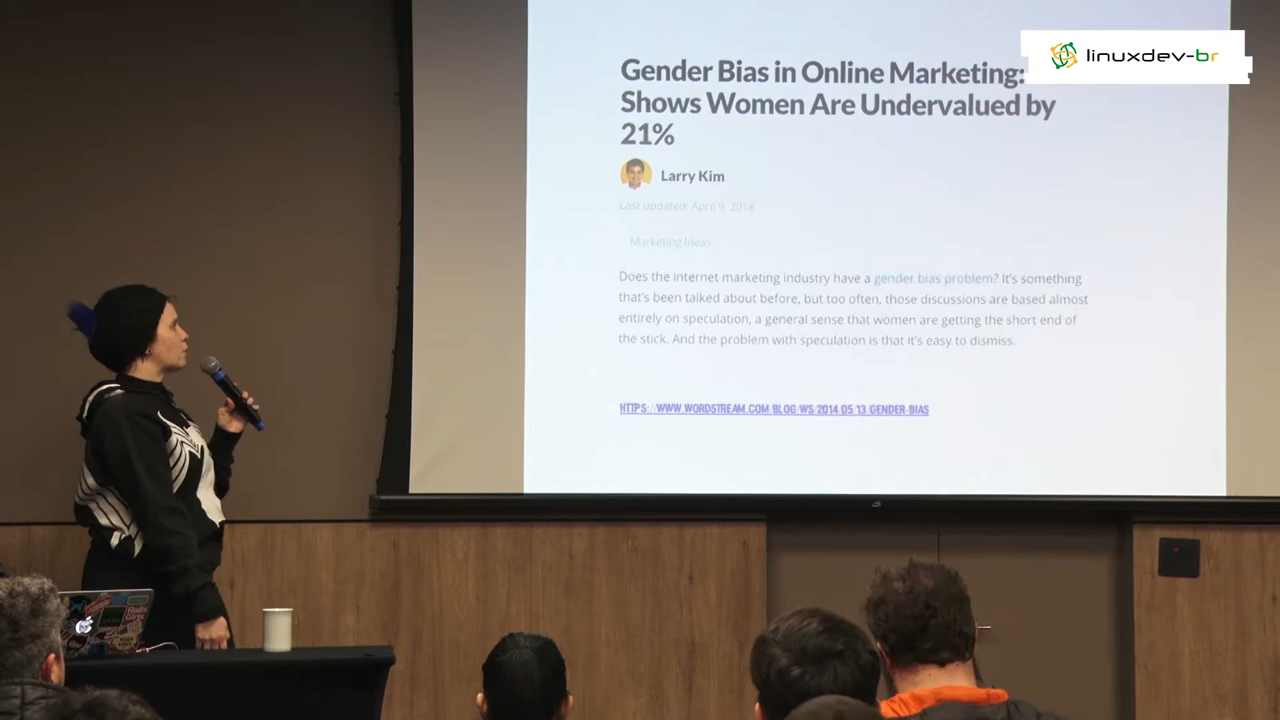 linuxdev-br
Gender Bias in Online Marketing:
Shows Women Are Undervalued by
21%
Larry Kim
Last updated: April 9, 2018
Marketing Ideas
Does the internet marketing industry have a gender bias problem? It's something
that's been talked about before, but too often, those discussions are based almost
entirely on speculation, a general sense that women are getting the short end of
the stick. And the problem with speculation is that it's easy to dismiss.
HTTPS://WWW.WORDSTREAM.COM/BLOG/WS/2014/05/13/GENDER-BIAS
Rails
Girls